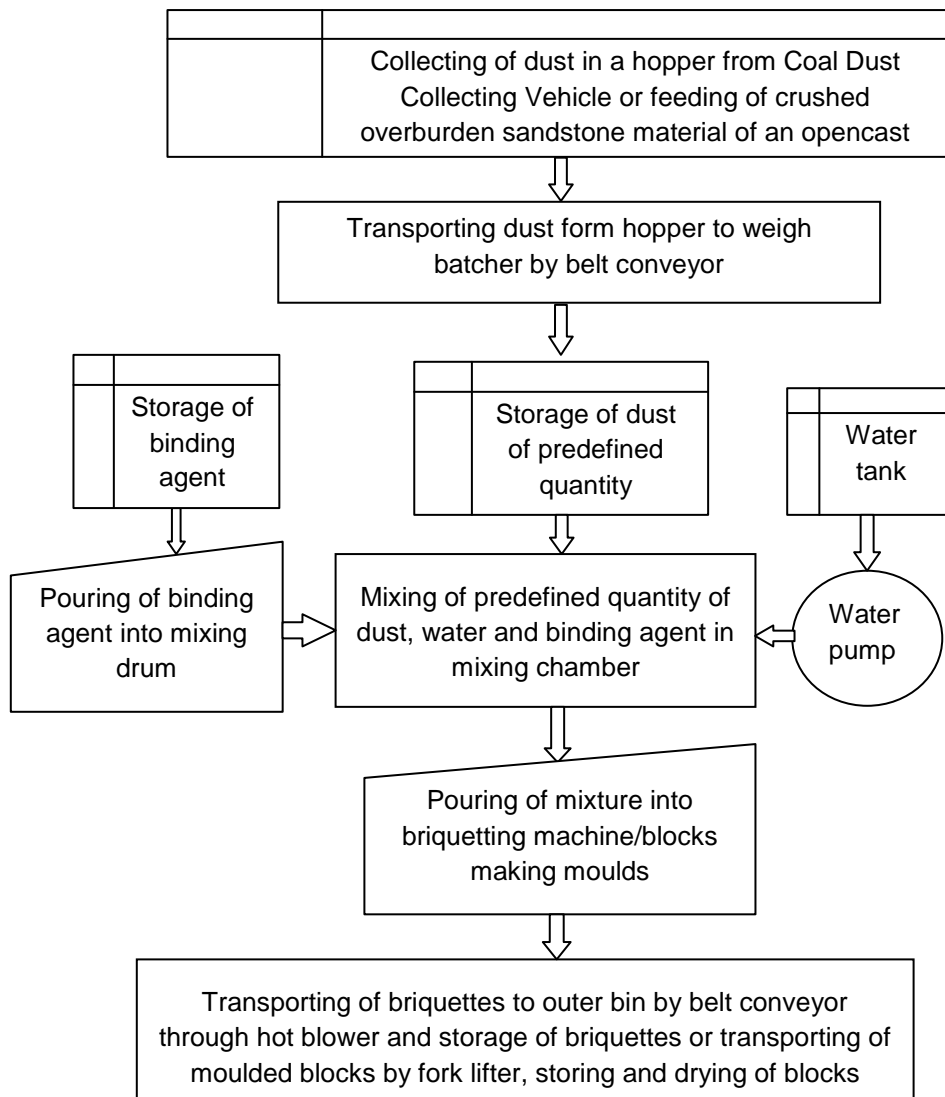 Collecting of dust in a hopper from Coal Dust
Collecting Vehicle or feeding of crushed
overburden sandstone material of an opencast
Transporting dust form hopper to weigh
batcher by belt conveyor
Storage of
binding
agent
Storage of dust
of predefined
quantity
Water
tank
Pouring of binding
agent into mixing
drum
Mixing of predefined quantity of
dust, water and binding agent in
mixing chamber
Water
pump
Pouring of mixture into
briquetting machine/blocks
making moulds
Transporting of briquettes to outer bin by belt conveyor
through hot blower and storage of briquettes or transporting of
moulded blocks by fork lifter, storing and drying of blocks